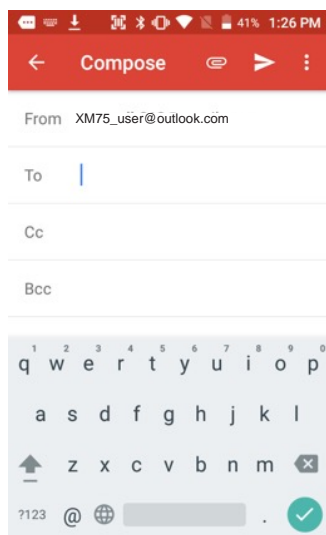 41% 1:26 PM
Compose
From XM75_user@outlook.com
To
Cc
Bcc
1 2 3 4 5 6 7 8 9 0
q w e r t y u i o p
a s d f g h j k l
z x c v b n m
?123 @ .